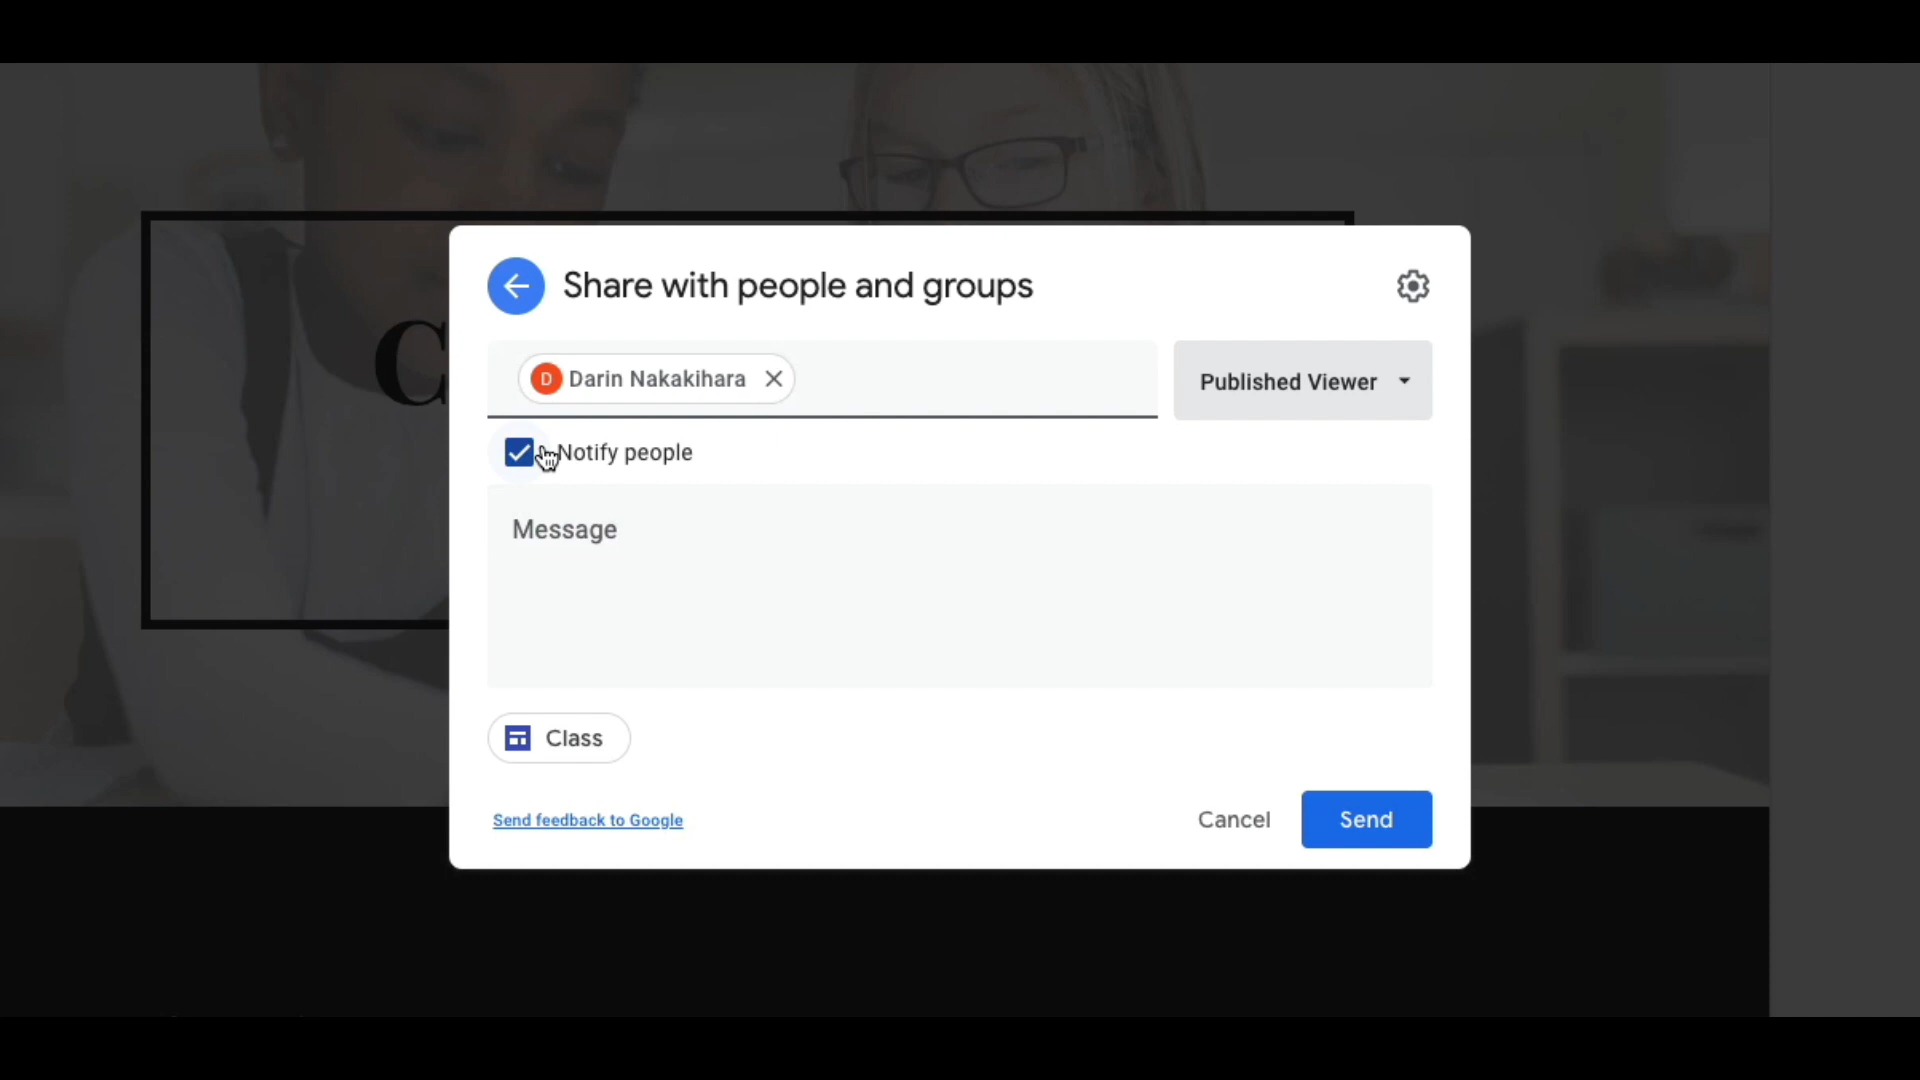 Share with people and groups
D Darin Nakakihara
Published Viewer
Notify people
Message
Class
Send feedback to Google
Cancel
Send
C